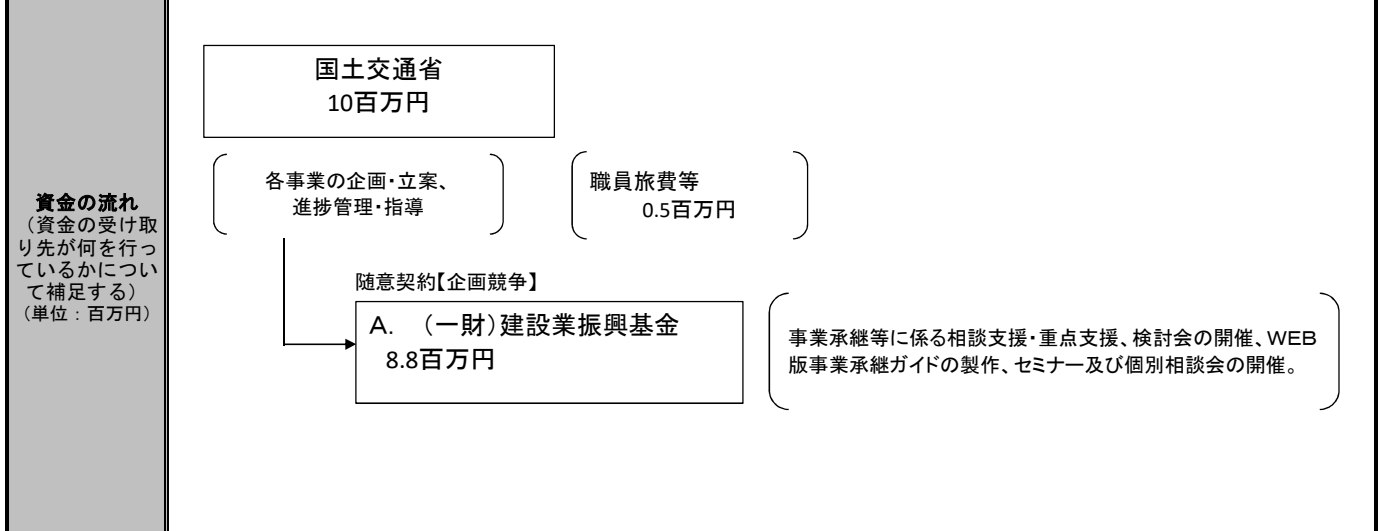 資金の流れ
（資金の受け取
り先が何を行っ
ているかについ
て補足する）
（単位：百万円）
国土交通省
10百万円
各事業の企画・立案、
進捗管理・指導
職員旅費等
0.5百万円
随意契約【企画競争】
A. （一財）建設業振興基金
8.8百万円
事業承継等に係る相談支援・重点支援、検討会の開催、WEB
版事業承継ガイドの製作、セミナー及び個別相談会の開催。